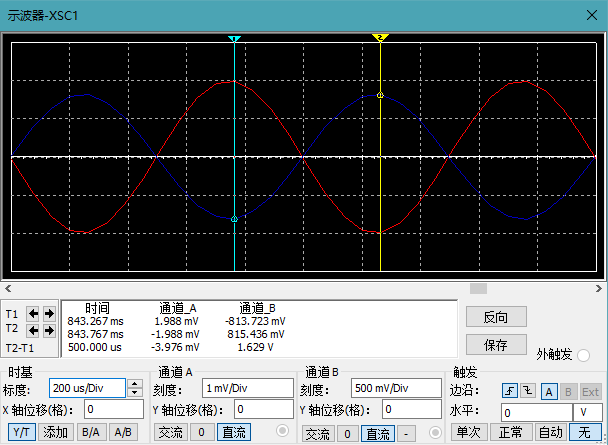 示波器-XSC1
1 2
时间 通道_A 通道_B
T1 843.267 ms 1.988 mV -813.723 mV
T2 843.767 ms -1.988 mV 815.436 mV
T2-T1 500.000 us -3.976 mV 1.629 V
反向
保存
外触发
时基 通道 A 通道 B 触发
标度: 200 us/Div 刻度: 1 mV/Div 刻度: 500 mV/Div 边沿: A B Ext
X 轴位移(格): 0 Y 轴位移(格): 0 Y 轴位移(格): 0 水平: 0 V
Y/T 添加 B/A A/B 交流 0 直流 交流 0 直流 - 单次 正常 自动 无